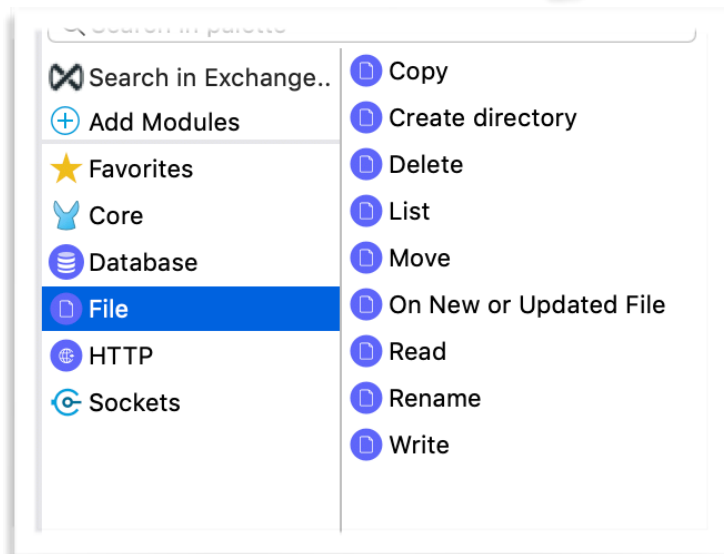 Search in Exchange..
Add Modules
Favorites
Core
Database
File
HTTP
Sockets
Copy
Create directory
Delete
List
Move
On New or Updated File
Read
Rename
Write